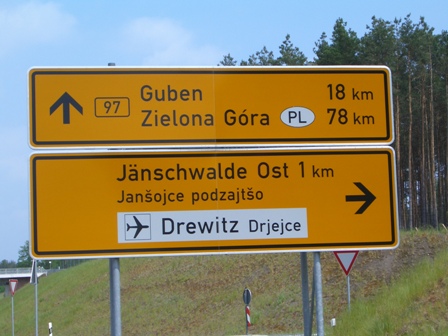 97 Guben 18 km
Zielona Góra PL 78 km
Jänschwalde Ost 1 km
Janšojce podzajtšo
Drewitz Drjejce